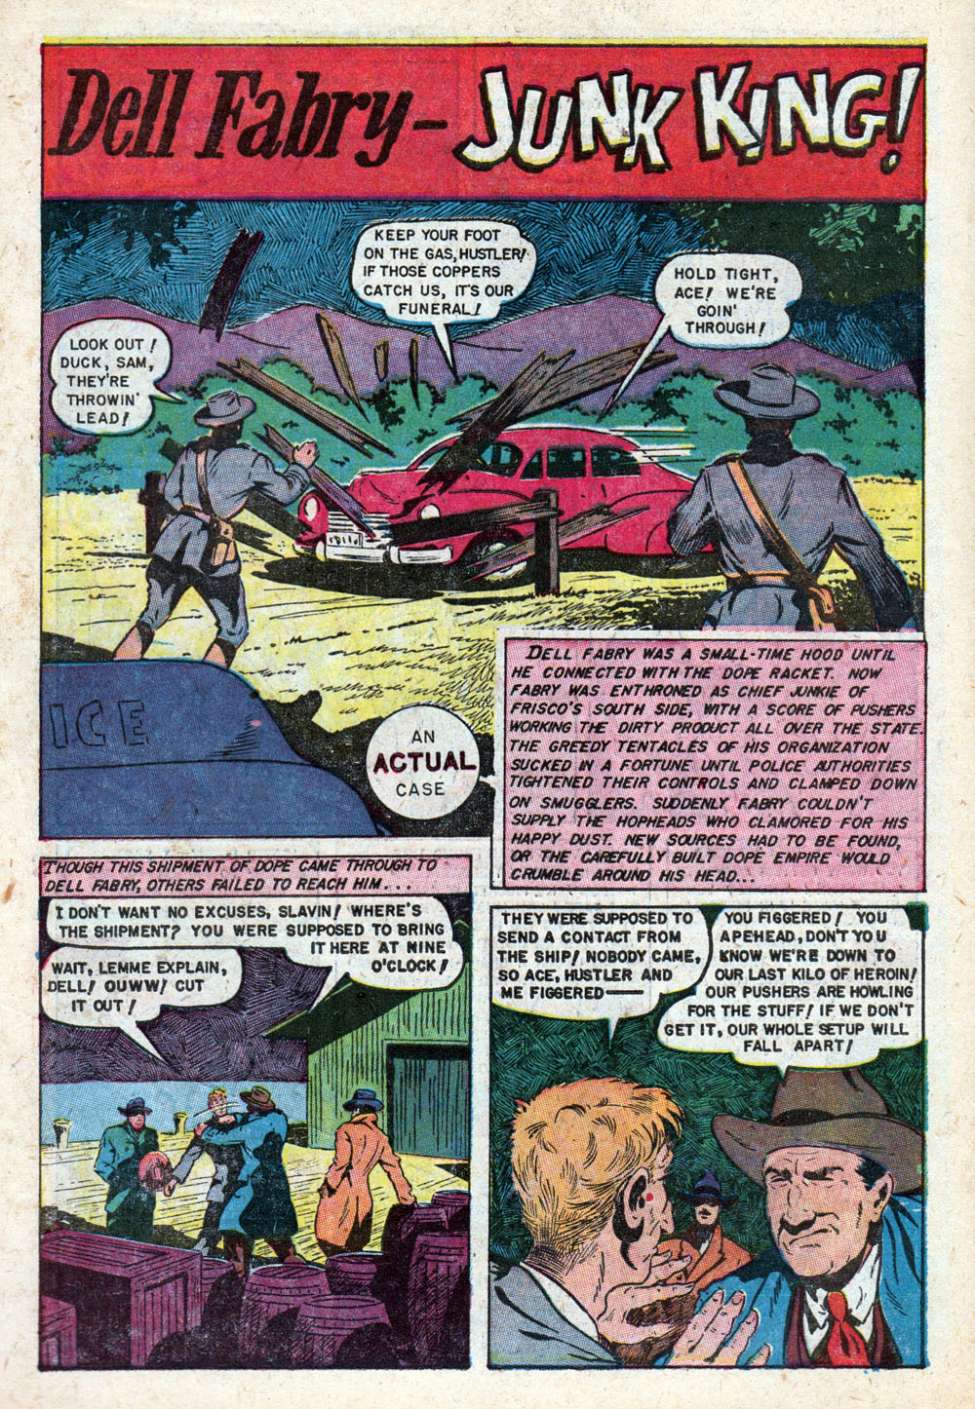 Dell Fabry – JUNK KING!
LOOK OUT!
DUCK, SAM,
THEY'RE
THROWIN'
LEAD!
KEEP YOUR FOOT
ON THE GAS, HUSTLER!
IF THOSE COPPERS
CATCH US, IT'S OUR
FUNERAL!
HOLD TIGHT,
ACE! WE'RE
GOIN'
THROUGH!
ICE
AN
ACTUAL
CASE
DELL FABRY WAS A SMALL-TIME HOOD UNTIL
HE CONNECTED WITH THE DOPE RACKET. NOW
FABRY WAS ENTHRONED AS CHIEF JUNKIE OF
FRISCO'S SOUTH SIDE, WITH A SCORE OF PUSHERS
WORKING THE DIRTY PRODUCT ALL OVER THE STATE.
THE GREEDY TENTACLES OF HIS ORGANIZATION
SUCKED IN A FORTUNE UNTIL POLICE AUTHORITIES
TIGHTENED THEIR CONTROLS AND CLAMPED DOWN
ON SMUGGLERS. SUDDENLY FABRY COULDN'T
SUPPLY THE HOPHEADS WHO CLAMORED FOR HIS
HAPPY DUST. NEW SOURCES HAD TO BE FOUND,
OR THE CAREFULLY BUILT DOPE EMPIRE WOULD
CRUMBLE AROUND HIS HEAD...
THOUGH THIS SHIPMENT OF DOPE CAME THROUGH TO
DELL FABRY, OTHERS FAILED TO REACH HIM...
I DON'T WANT NO EXCUSES, SLAVIN! WHERE'S
THE SHIPMENT? YOU WERE SUPPOSED TO BRING
IT HERE AT NINE
O'CLOCK!
WAIT, LEMME EXPLAIN,
DELL! OUWW! CUT
IT OUT!
THEY WERE SUPPOSED TO
SEND A CONTACT FROM
THE SHIP! NOBODY CAME,
SO ACE, HUSTLER AND
ME FIGGERED—
YOU FIGGERED! YOU
APEHEAD, DON'T YOU
KNOW WE'RE DOWN TO
OUR LAST KILO OF HEROIN!
OUR PUSHERS ARE HOWLING
FOR THE STUFF! IF WE DON'T
GET IT, OUR WHOLE SETUP WILL
FALL APART!